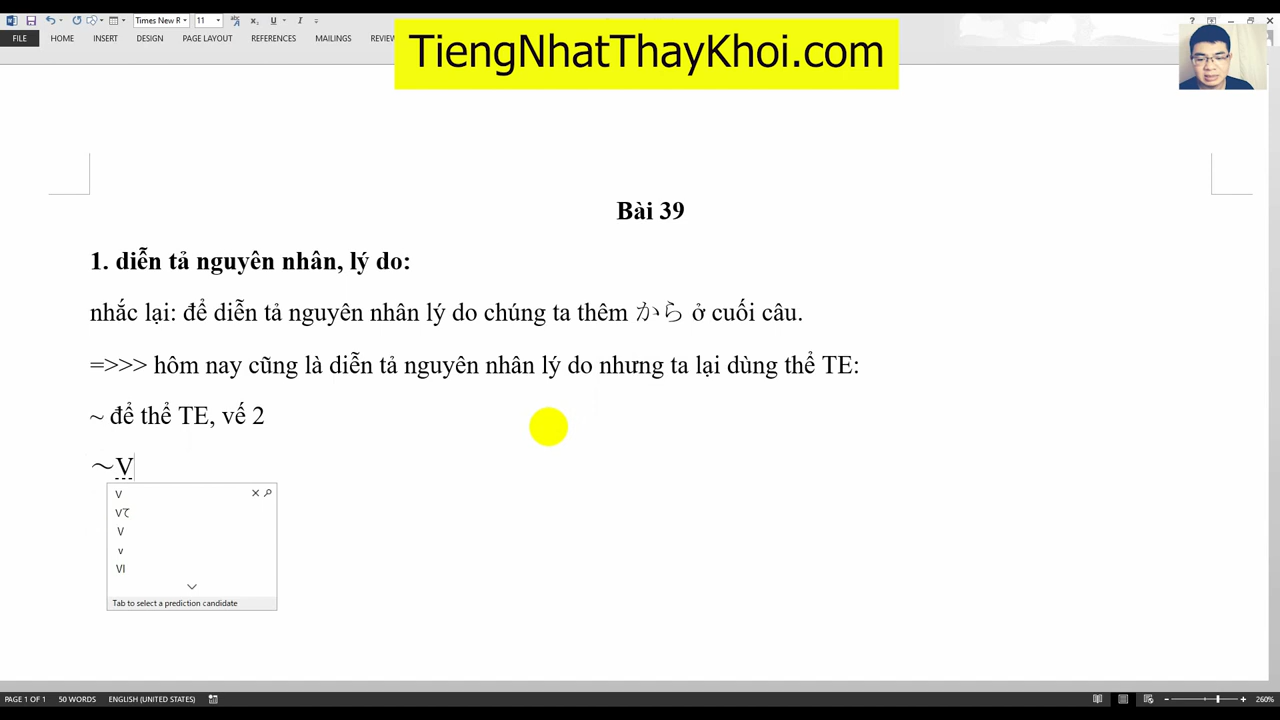 Times New R
11
?
FILE
HOME
INSERT
DESIGN
PAGE LAYOUT
REFERENCES
MAILINGS
TiengNhatThayKhoi.com
Bài 39
1. diễn tả nguyên nhân, lý do:
nhắc lại: để diễn tả nguyên nhân lý do chúng ta thêm から ở cuối câu.
=>>> hôm nay cũng là diễn tả nguyên nhân lý do nhưng ta lại dùng thể TE:
~ để thể TE, vế 2
～V
V
Vて
V
v
VI
Tab to select a prediction candidate
PAGE 1 OF 1
50 WORDS
ENGLISH (UNITED STATES)
260%